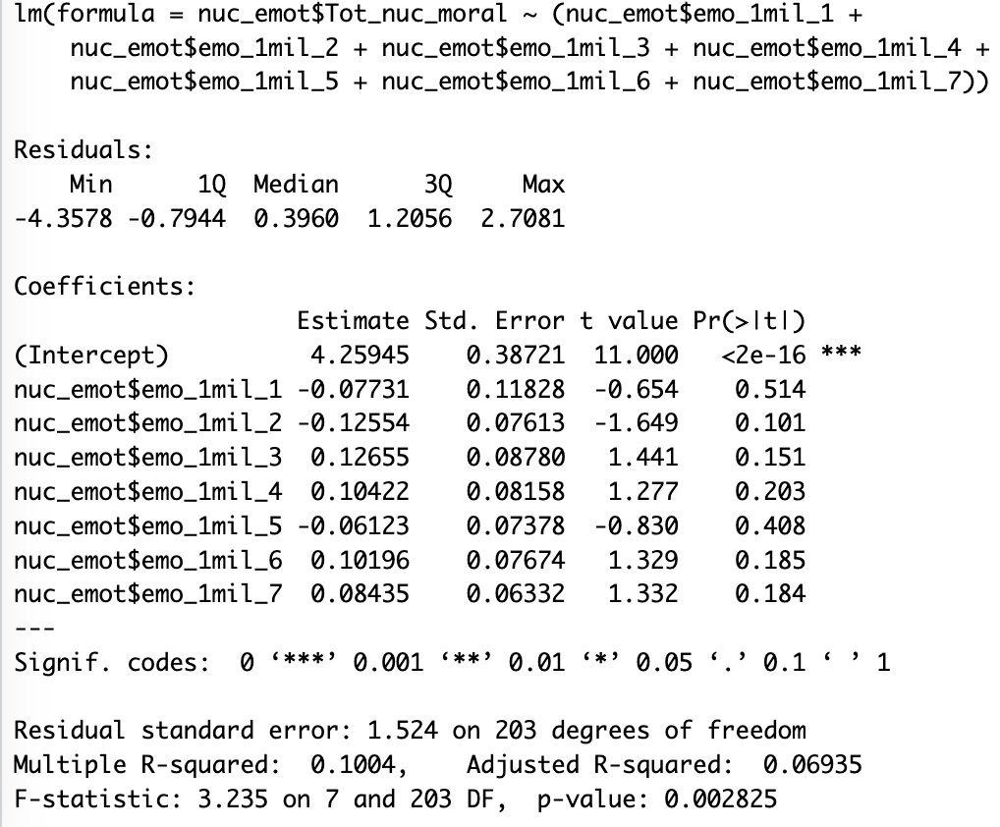 lm(formula = nuc_emot$Tot_nuc_moral ~ (nuc_emot$emo_1mil_1 +
    nuc_emot$emo_1mil_2 + nuc_emot$emo_1mil_3 + nuc_emot$emo_1mil_4 +
    nuc_emot$emo_1mil_5 + nuc_emot$emo_1mil_6 + nuc_emot$emo_1mil_7))

Residuals:
    Min      1Q  Median      3Q     Max
-4.3578 -0.7944  0.3960  1.2056  2.7081

Coefficients:
                    Estimate Std. Error t value Pr(>|t|)
(Intercept)          4.25945    0.38721  11.000   <2e-16 ***
nuc_emot$emo_1mil_1 -0.07731    0.11828  -0.654    0.514
nuc_emot$emo_1mil_2 -0.12554    0.07613  -1.649    0.101
nuc_emot$emo_1mil_3  0.12655    0.08780   1.441    0.151
nuc_emot$emo_1mil_4  0.10422    0.08158   1.277    0.203
nuc_emot$emo_1mil_5 -0.06123    0.07378  -0.830    0.408
nuc_emot$emo_1mil_6  0.10196    0.07674   1.329    0.185
nuc_emot$emo_1mil_7  0.08435    0.06332   1.332    0.184
---
Signif. codes:  0 ‘***’ 0.001 ‘**’ 0.01 ‘*’ 0.05 ‘.’ 0.1 ‘ ’ 1

Residual standard error: 1.524 on 203 degrees of freedom
Multiple R-squared:  0.1004,    Adjusted R-squared:  0.06935
F-statistic: 3.235 on 7 and 203 DF,  p-value: 0.002825